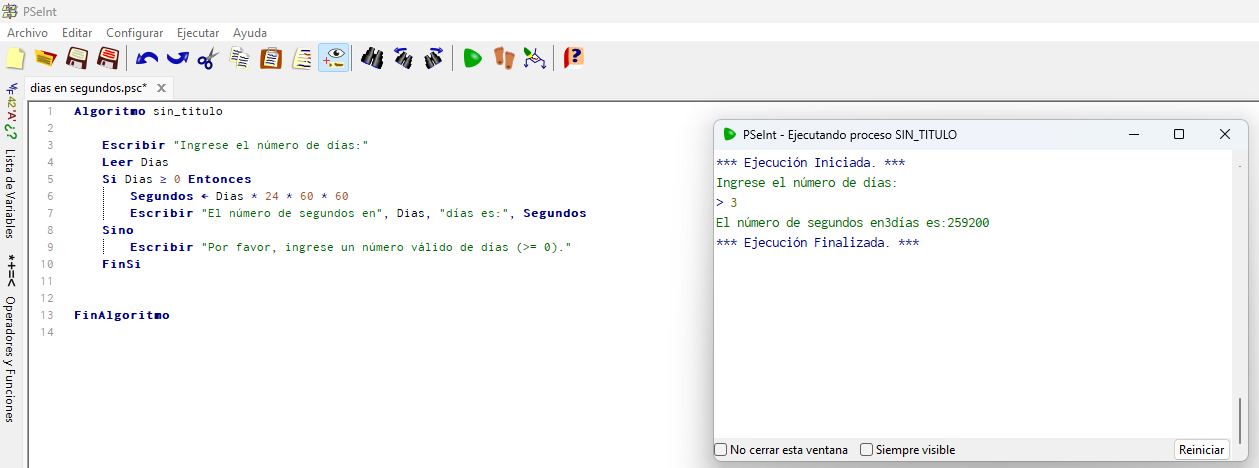 PSeInt
Archivo Editar Configurar Ejecutar Ayuda
dias en segundos.psc*
*+=< Operadores y Funciones
42 'A' ¿? Lista de Variables
1 Algoritmo sin_titulo
2
3 Escribir "Ingrese el número de días:"
4 Leer Dias
5 Si Dias ≥ 0 Entonces
6 Segundos ← Dias * 24 * 60 * 60
7 Escribir "El número de segundos en", Dias, "días es:", Segundos
8 Sino
9 Escribir "Por favor, ingrese un número válido de días (>= 0)."
10 FinSi
11
12
13 FinAlgoritmo
14
PSeInt - Ejecutando proceso SIN_TITULO
*** Ejecución Iniciada. ***
Ingrese el número de días:
> 3
El número de segundos en3días es:259200
*** Ejecución Finalizada. ***
No cerrar esta ventana Siempre visible Reiniciar